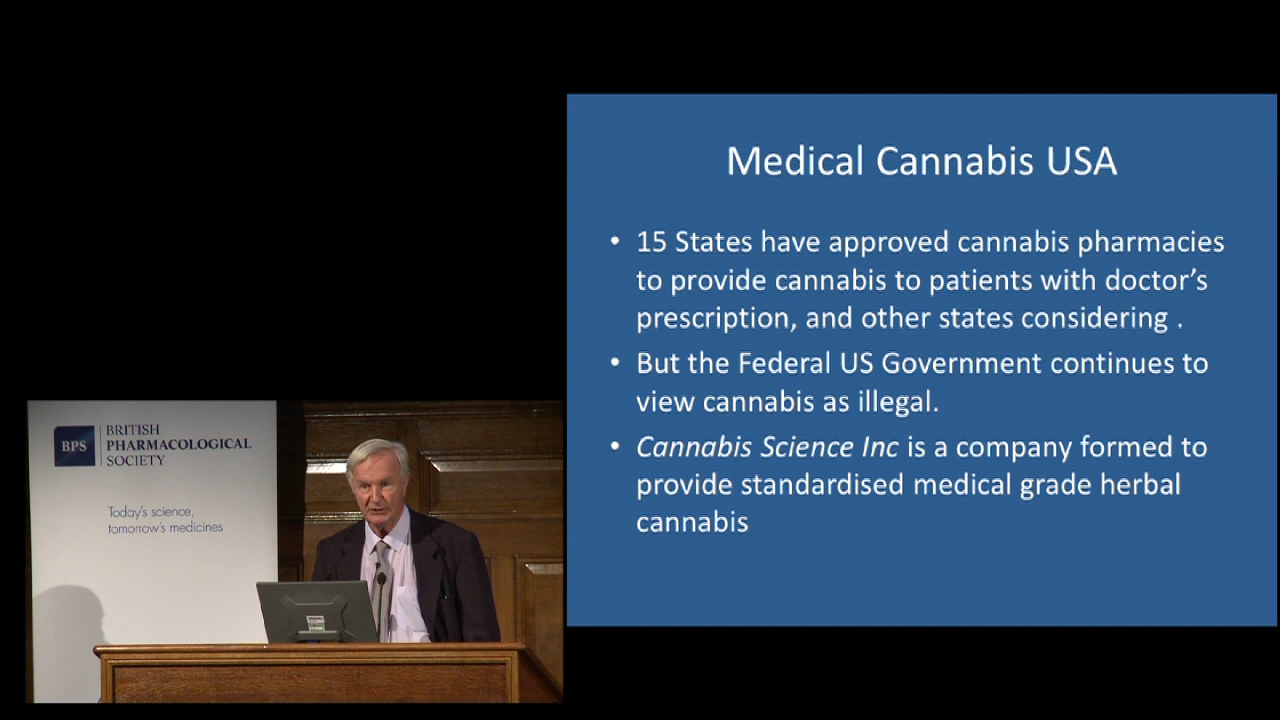 Medical Cannabis USA
• 15 States have approved cannabis pharmacies
to provide cannabis to patients with doctor's
prescription, and other states considering .
• But the Federal US Government continues to
view cannabis as illegal.
• Cannabis Science Inc is a company formed to
provide standardised medical grade herbal
cannabis
BPS
BRITISH
PHARMACOLOGICAL
SOCIETY
Today's science,
tomorrow's medicines